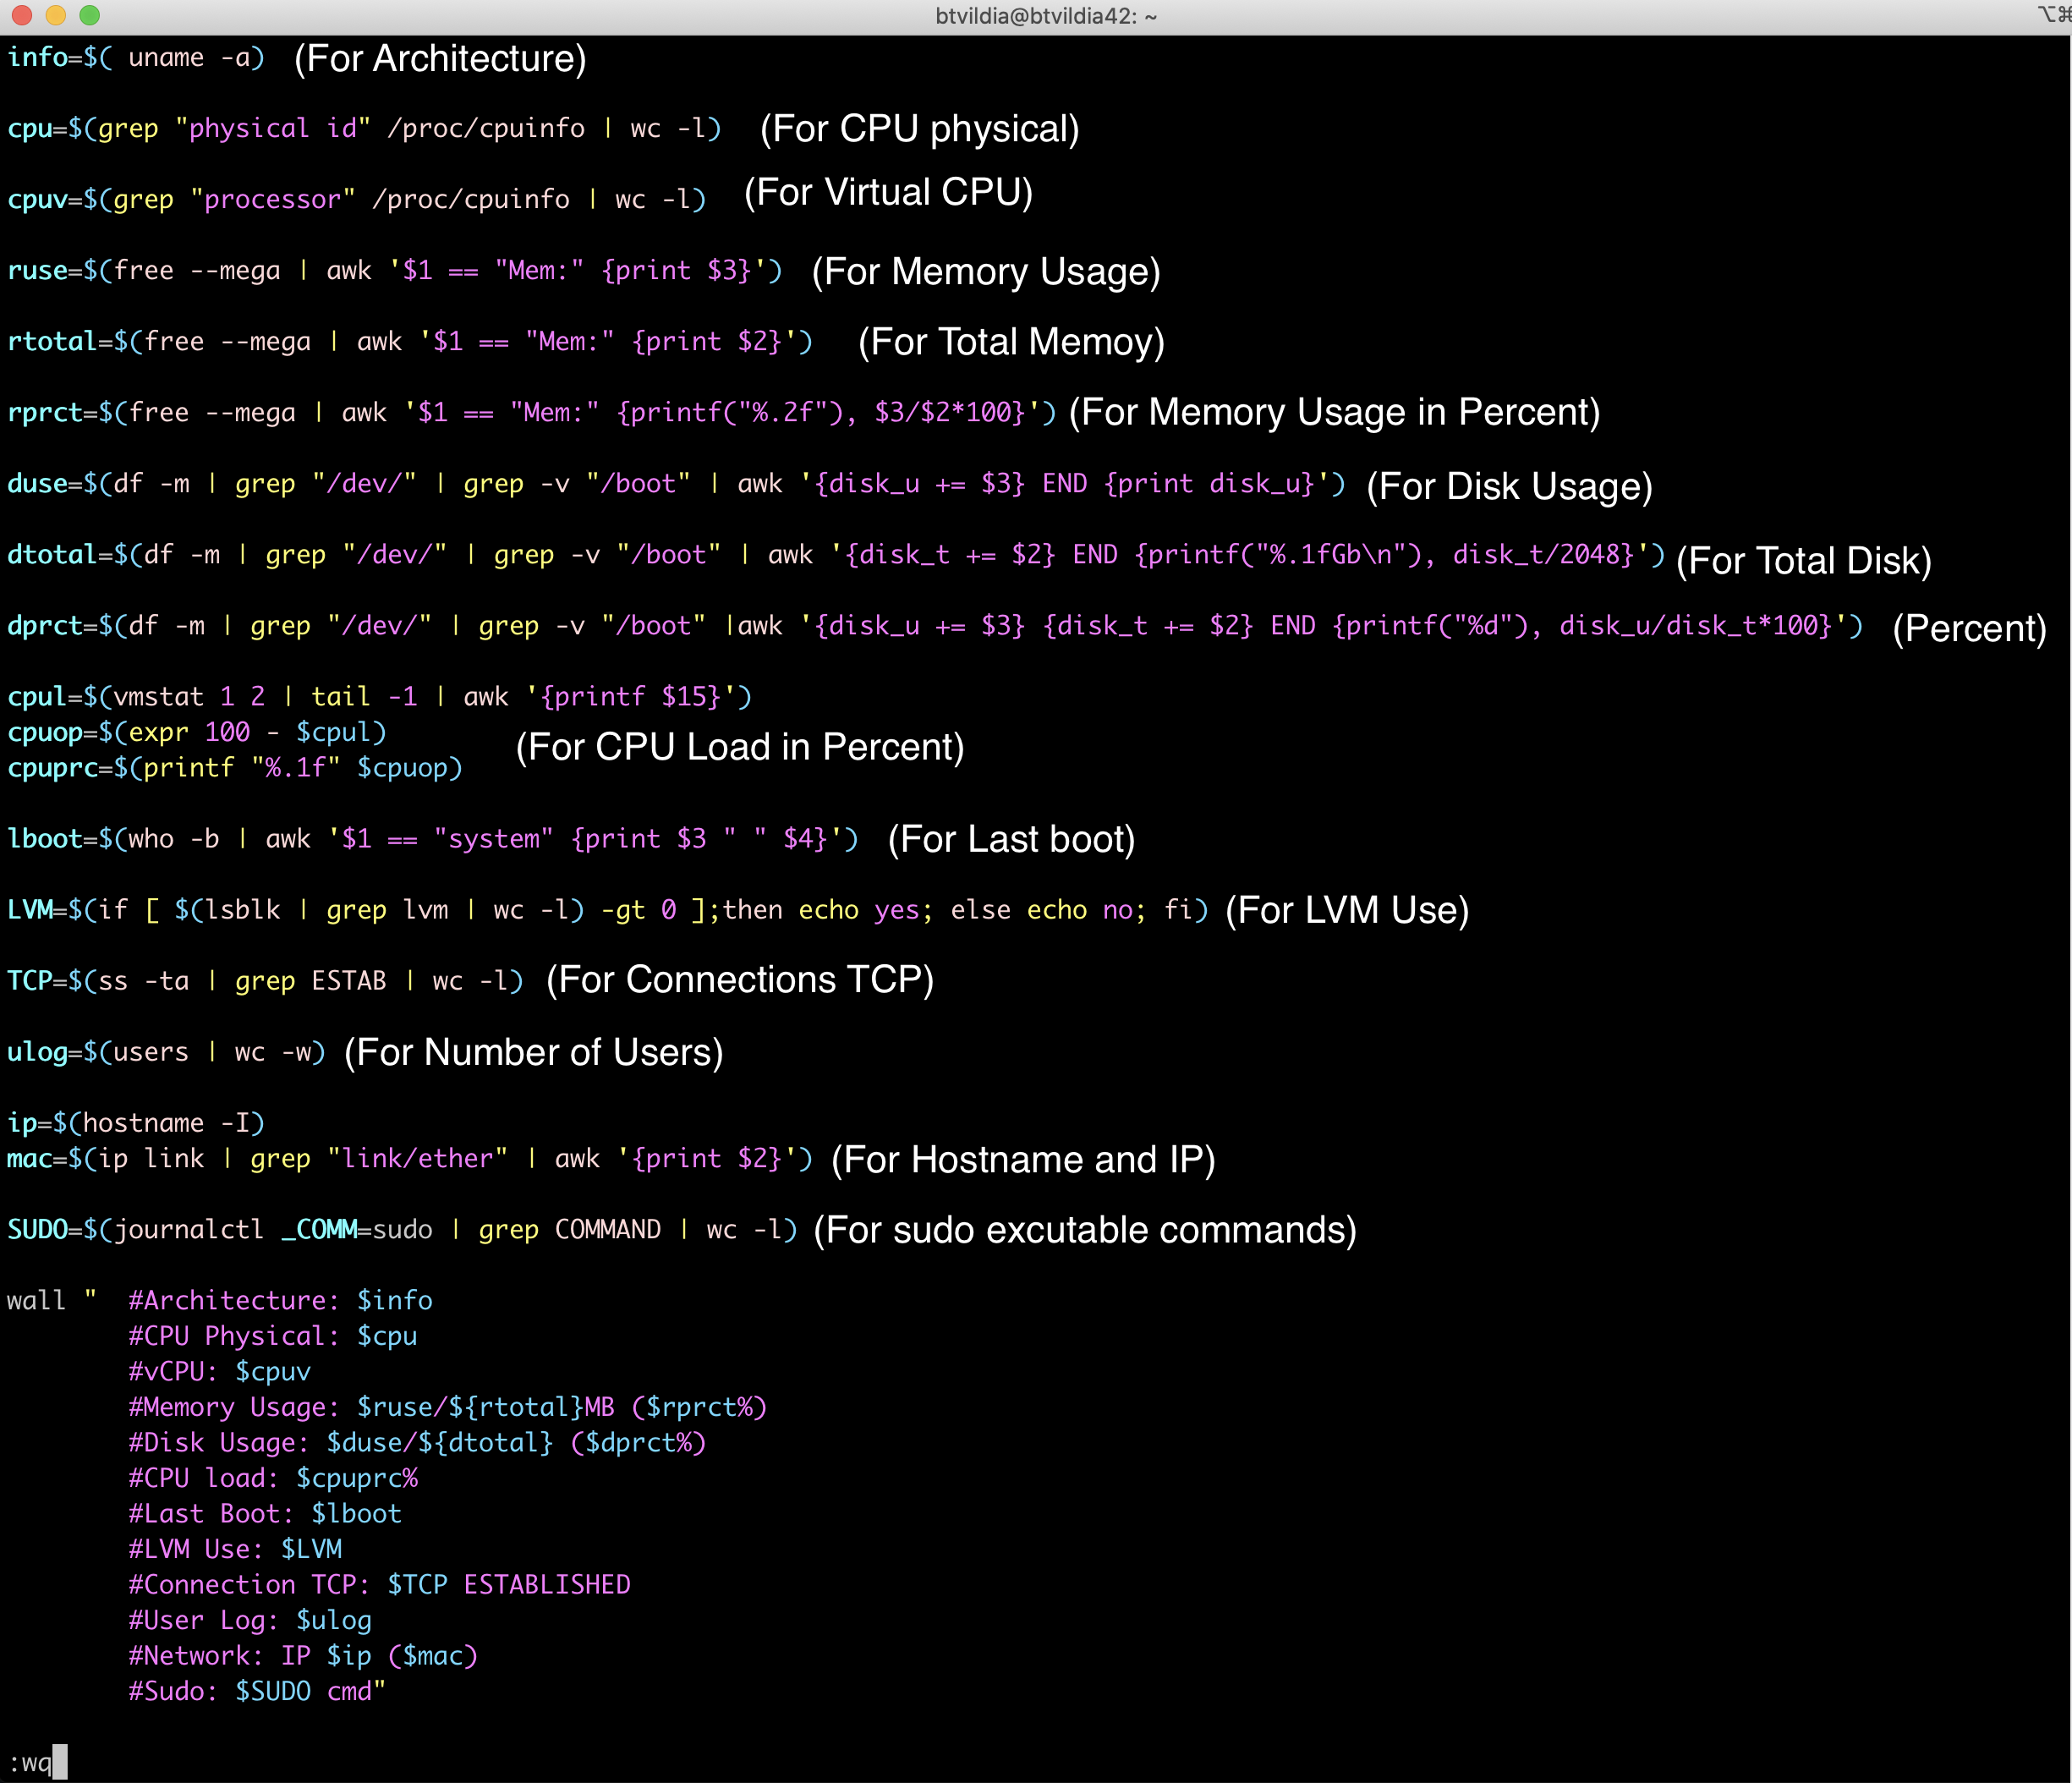 btvildia@btvildia42: ~ ⌥⌘
info=$( uname -a) (For Architecture)
cpu=$(grep "physical id" /proc/cpuinfo | wc -l) (For CPU physical)
cpuv=$(grep "processor" /proc/cpuinfo | wc -l) (For Virtual CPU)
ruse=$(free --mega | awk '$1 == "Mem:" {print $3}') (For Memory Usage)
rtotal=$(free --mega | awk '$1 == "Mem:" {print $2}') (For Total Memoy)
rprct=$(free --mega | awk '$1 == "Mem:" {printf("%.2f"), $3/$2*100}') (For Memory Usage in Percent)
duse=$(df -m | grep "/dev/" | grep -v "/boot" | awk '{disk_u += $3} END {print disk_u}') (For Disk Usage)
dtotal=$(df -m | grep "/dev/" | grep -v "/boot" | awk '{disk_t += $2} END {printf("%.1fGb\n"), disk_t/2048}') (For Total Disk)
dprct=$(df -m | grep "/dev/" | grep -v "/boot" |awk '{disk_u += $3} {disk_t += $2} END {printf("%d"), disk_u/disk_t*100}') (Percent)
cpul=$(vmstat 1 2 | tail -1 | awk '{printf $15}')
cpuop=$(expr 100 - $cpul) (For CPU Load in Percent)
cpuprc=$(printf "%.1f" $cpuop)
lboot=$(who -b | awk '$1 == "system" {print $3 " " $4}') (For Last boot)
LVM=$(if [ $(lsblk | grep lvm | wc -l) -gt 0 ];then echo yes; else echo no; fi) (For LVM Use)
TCP=$(ss -ta | grep ESTAB | wc -l) (For Connections TCP)
ulog=$(users | wc -w) (For Number of Users)
ip=$(hostname -I)
mac=$(ip link | grep "link/ether" | awk '{print $2}') (For Hostname and IP)
SUDO=$(journalctl _COMM=sudo | grep COMMAND | wc -l) (For sudo excutable commands)
wall " #Architecture: $info
#CPU Physical: $cpu
#vCPU: $cpuv
#Memory Usage: $ruse/${rtotal}MB ($rprct%)
#Disk Usage: $duse/${dtotal} ($dprct%)
#CPU load: $cpuprc%
#Last Boot: $lboot
#LVM Use: $LVM
#Connection TCP: $TCP ESTABLISHED
#User Log: $ulog
#Network: IP $ip ($mac)
#Sudo: $SUDO cmd"
:wq